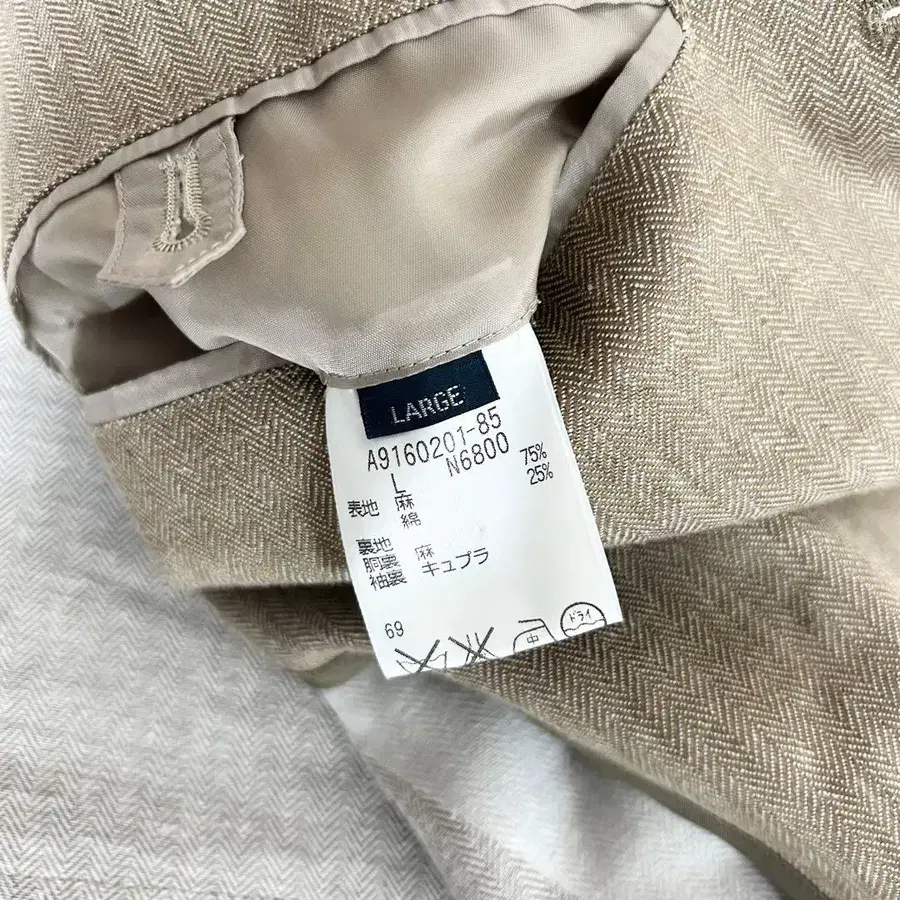 LARGE
A9160201-85
L N6800
表地 麻 75%
綿 25%
裏地
胴裏 麻
袖裏 キュプラ
69
中
ドライ